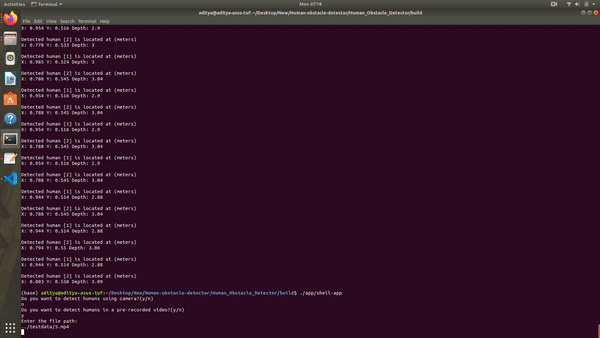 Activities Terminal Mon 07:18
aditya@aditya-asus-tuf: ~/Desktop/New/Human-obstacle-detector/Human_Obstacle_Detector/build
File Edit View Search Terminal Help
X: 0.954 Y: 0.516 Depth: 2.9
Detected human [2] is located at (meters)
X: 0.778 Y: 0.533 Depth: 3
Detected human [1] is located at (meters)
X: 0.985 Y: 0.524 Depth: 3
Detected human [2] is located at (meters)
X: 0.788 Y: 0.545 Depth: 3.04
Detected human [1] is located at (meters)
X: 0.954 Y: 0.516 Depth: 2.9
Detected human [2] is located at (meters)
X: 0.788 Y: 0.545 Depth: 3.04
Detected human [1] is located at (meters)
X: 0.954 Y: 0.516 Depth: 2.9
Detected human [2] is located at (meters)
X: 0.788 Y: 0.545 Depth: 3.04
Detected human [1] is located at (meters)
X: 0.954 Y: 0.516 Depth: 2.9
Detected human [2] is located at (meters)
X: 0.788 Y: 0.545 Depth: 3.04
Detected human [1] is located at (meters)
X: 0.944 Y: 0.514 Depth: 2.88
Detected human [2] is located at (meters)
X: 0.788 Y: 0.545 Depth: 3.04
Detected human [1] is located at (meters)
X: 0.944 Y: 0.514 Depth: 2.88
Detected human [2] is located at (meters)
X: 0.794 Y: 0.55 Depth: 3.06
Detected human [1] is located at (meters)
X: 0.944 Y: 0.514 Depth: 2.88
Detected human [2] is located at (meters)
X: 0.803 Y: 0.558 Depth: 3.09
(base) aditya@aditya-asus-tuf:~/Desktop/New/Human-obstacle-detector/Human_Obstacle_Detector/build$ ./app/shell-app
Do you want to detect humans using camera?(y/n)
n
Do you want to detect humans in a pre-recorded video?(y/n)
y
Enter the file path:
../testdata/5.mp4